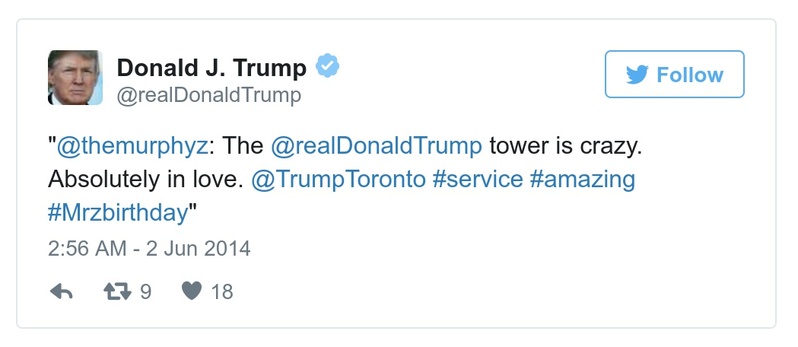 Donald J. Trump
@realDonaldTrump
Follow
"@themurphyz: The @realDonaldTrump tower is crazy.
Absolutely in love. @TrumpToronto #service #amazing
#Mrzbirthday"
2:56 AM - 2 Jun 2014
9 18